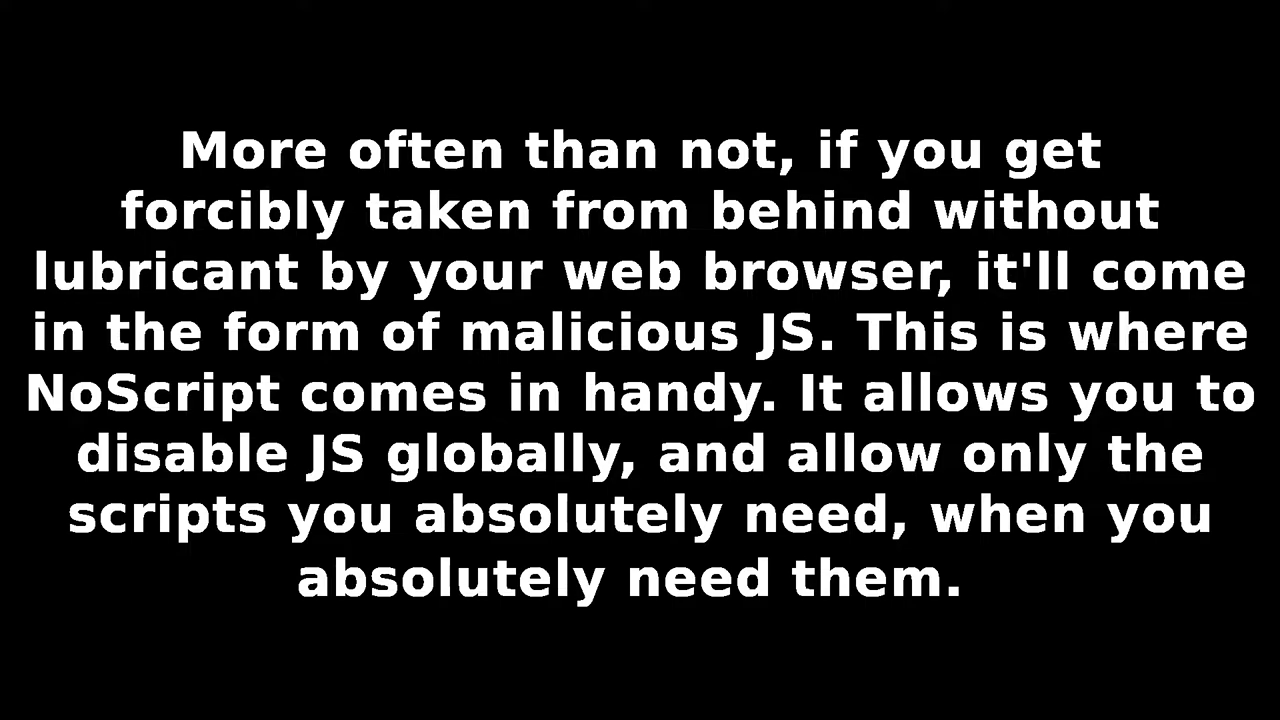 More often than not, if you get
forcibly taken from behind without
lubricant by your web browser, it'll come
in the form of malicious JS. This is where
NoScript comes in handy. It allows you to
disable JS globally, and allow only the
scripts you absolutely need, when you
absolutely need them.